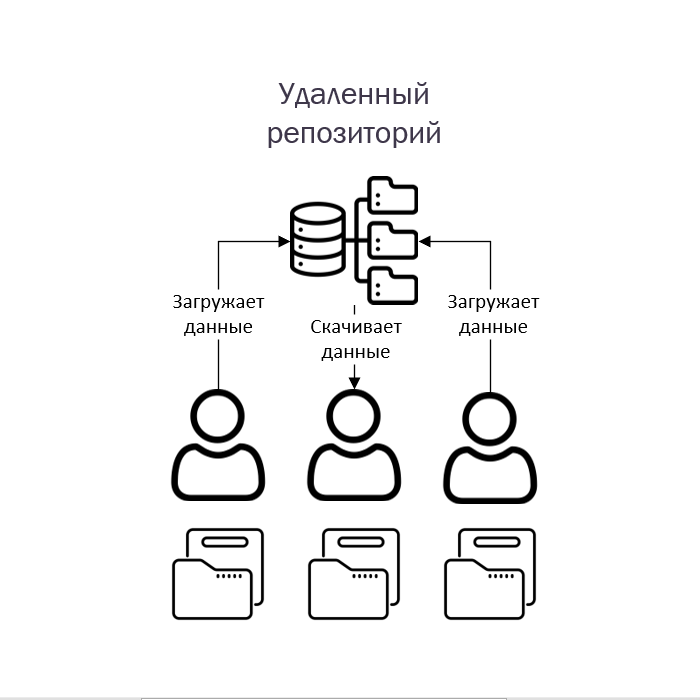 Удаленный
репозиторий
Загружает
данные
Скачивает
данные
Загружает
данные